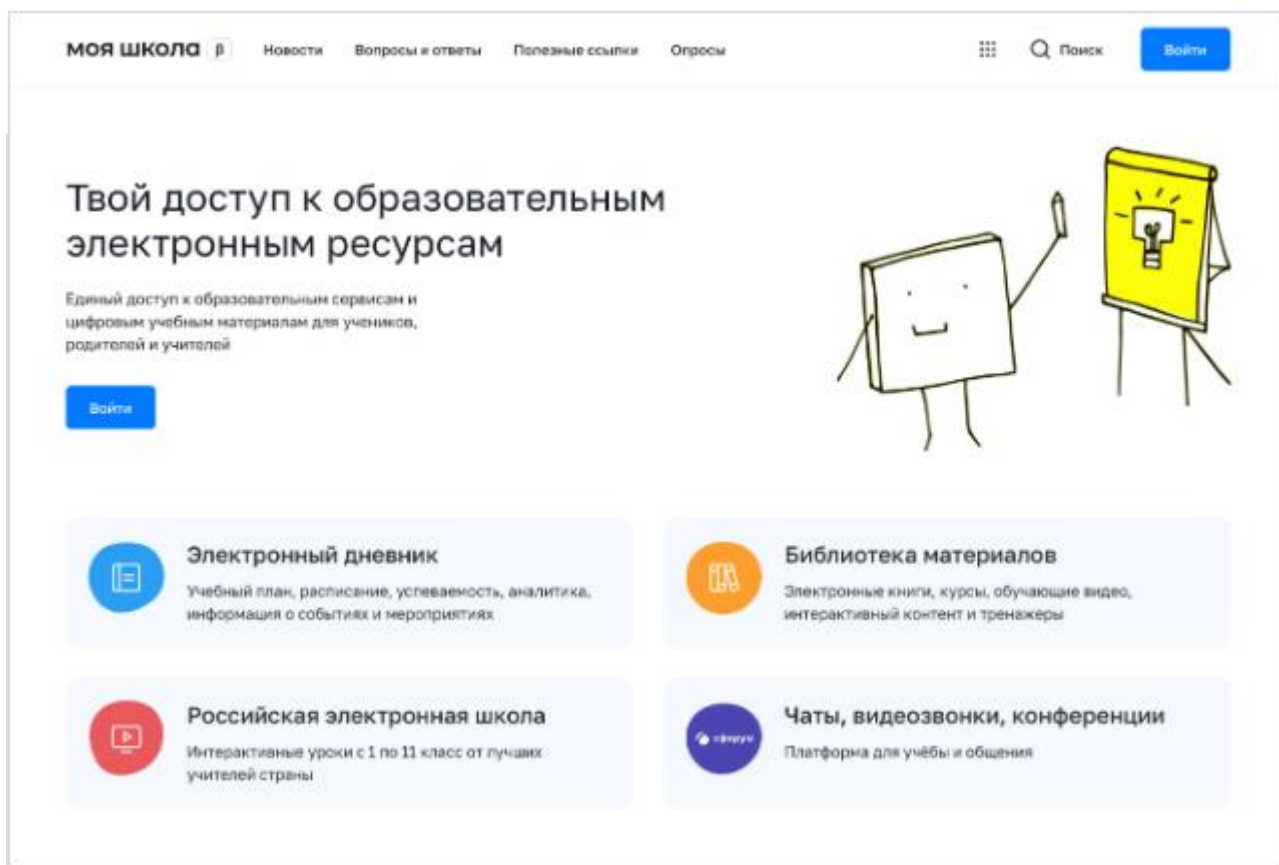 МОЯ ШКОЛА β Новости Вопросы и ответы Полезные ссылки Опросы Поиск Войти
Твой доступ к образовательным
электронным ресурсам
Единый доступ к образовательным сервисам и
цифровым учебным материалам для учеников,
родителей и учителей
Войти
Электронный дневник
Учебный план, расписание, успеваемость, аналитика,
информация о событиях и мероприятиях
Библиотека материалов
Электронные книги, курсы, обучающие видео,
интерактивный контент и тренажеры
Российская электронная школа
Интерактивные уроки с 1 по 11 класс от лучших
учителей страны
сферум
Чаты, видеозвонки, конференции
Платформа для учёбы и общения